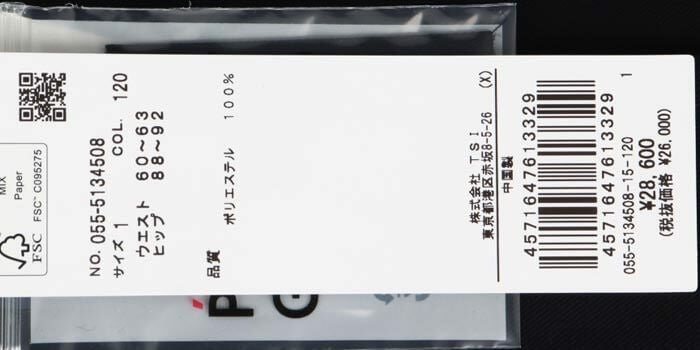 MIX
Paper
FSC™ C095275
FSC
NO. 055-5134508
サイズ 1 COL. 120
ウエスト 60~63
ヒップ 88~92
品質
ポリエステル 100%
株式会社 TSI
東京都港区赤坂8-5-26 (X)
中国製
4571647613329
4571647613329
055-5134508-15-120 1
¥28,600
(税抜価格 ¥26,000)
P
G